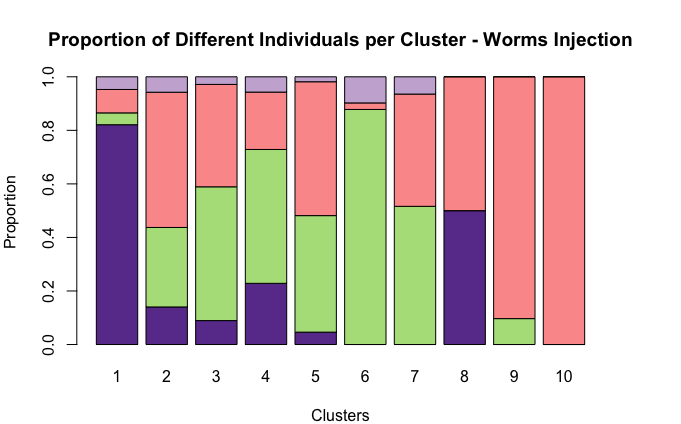 Proportion of Different Individuals per Cluster - Worms Injection
Proportion
1.0
0.8
0.6
0.4
0.2
0.0
1 2 3 4 5 6 7 8 9 10
Clusters